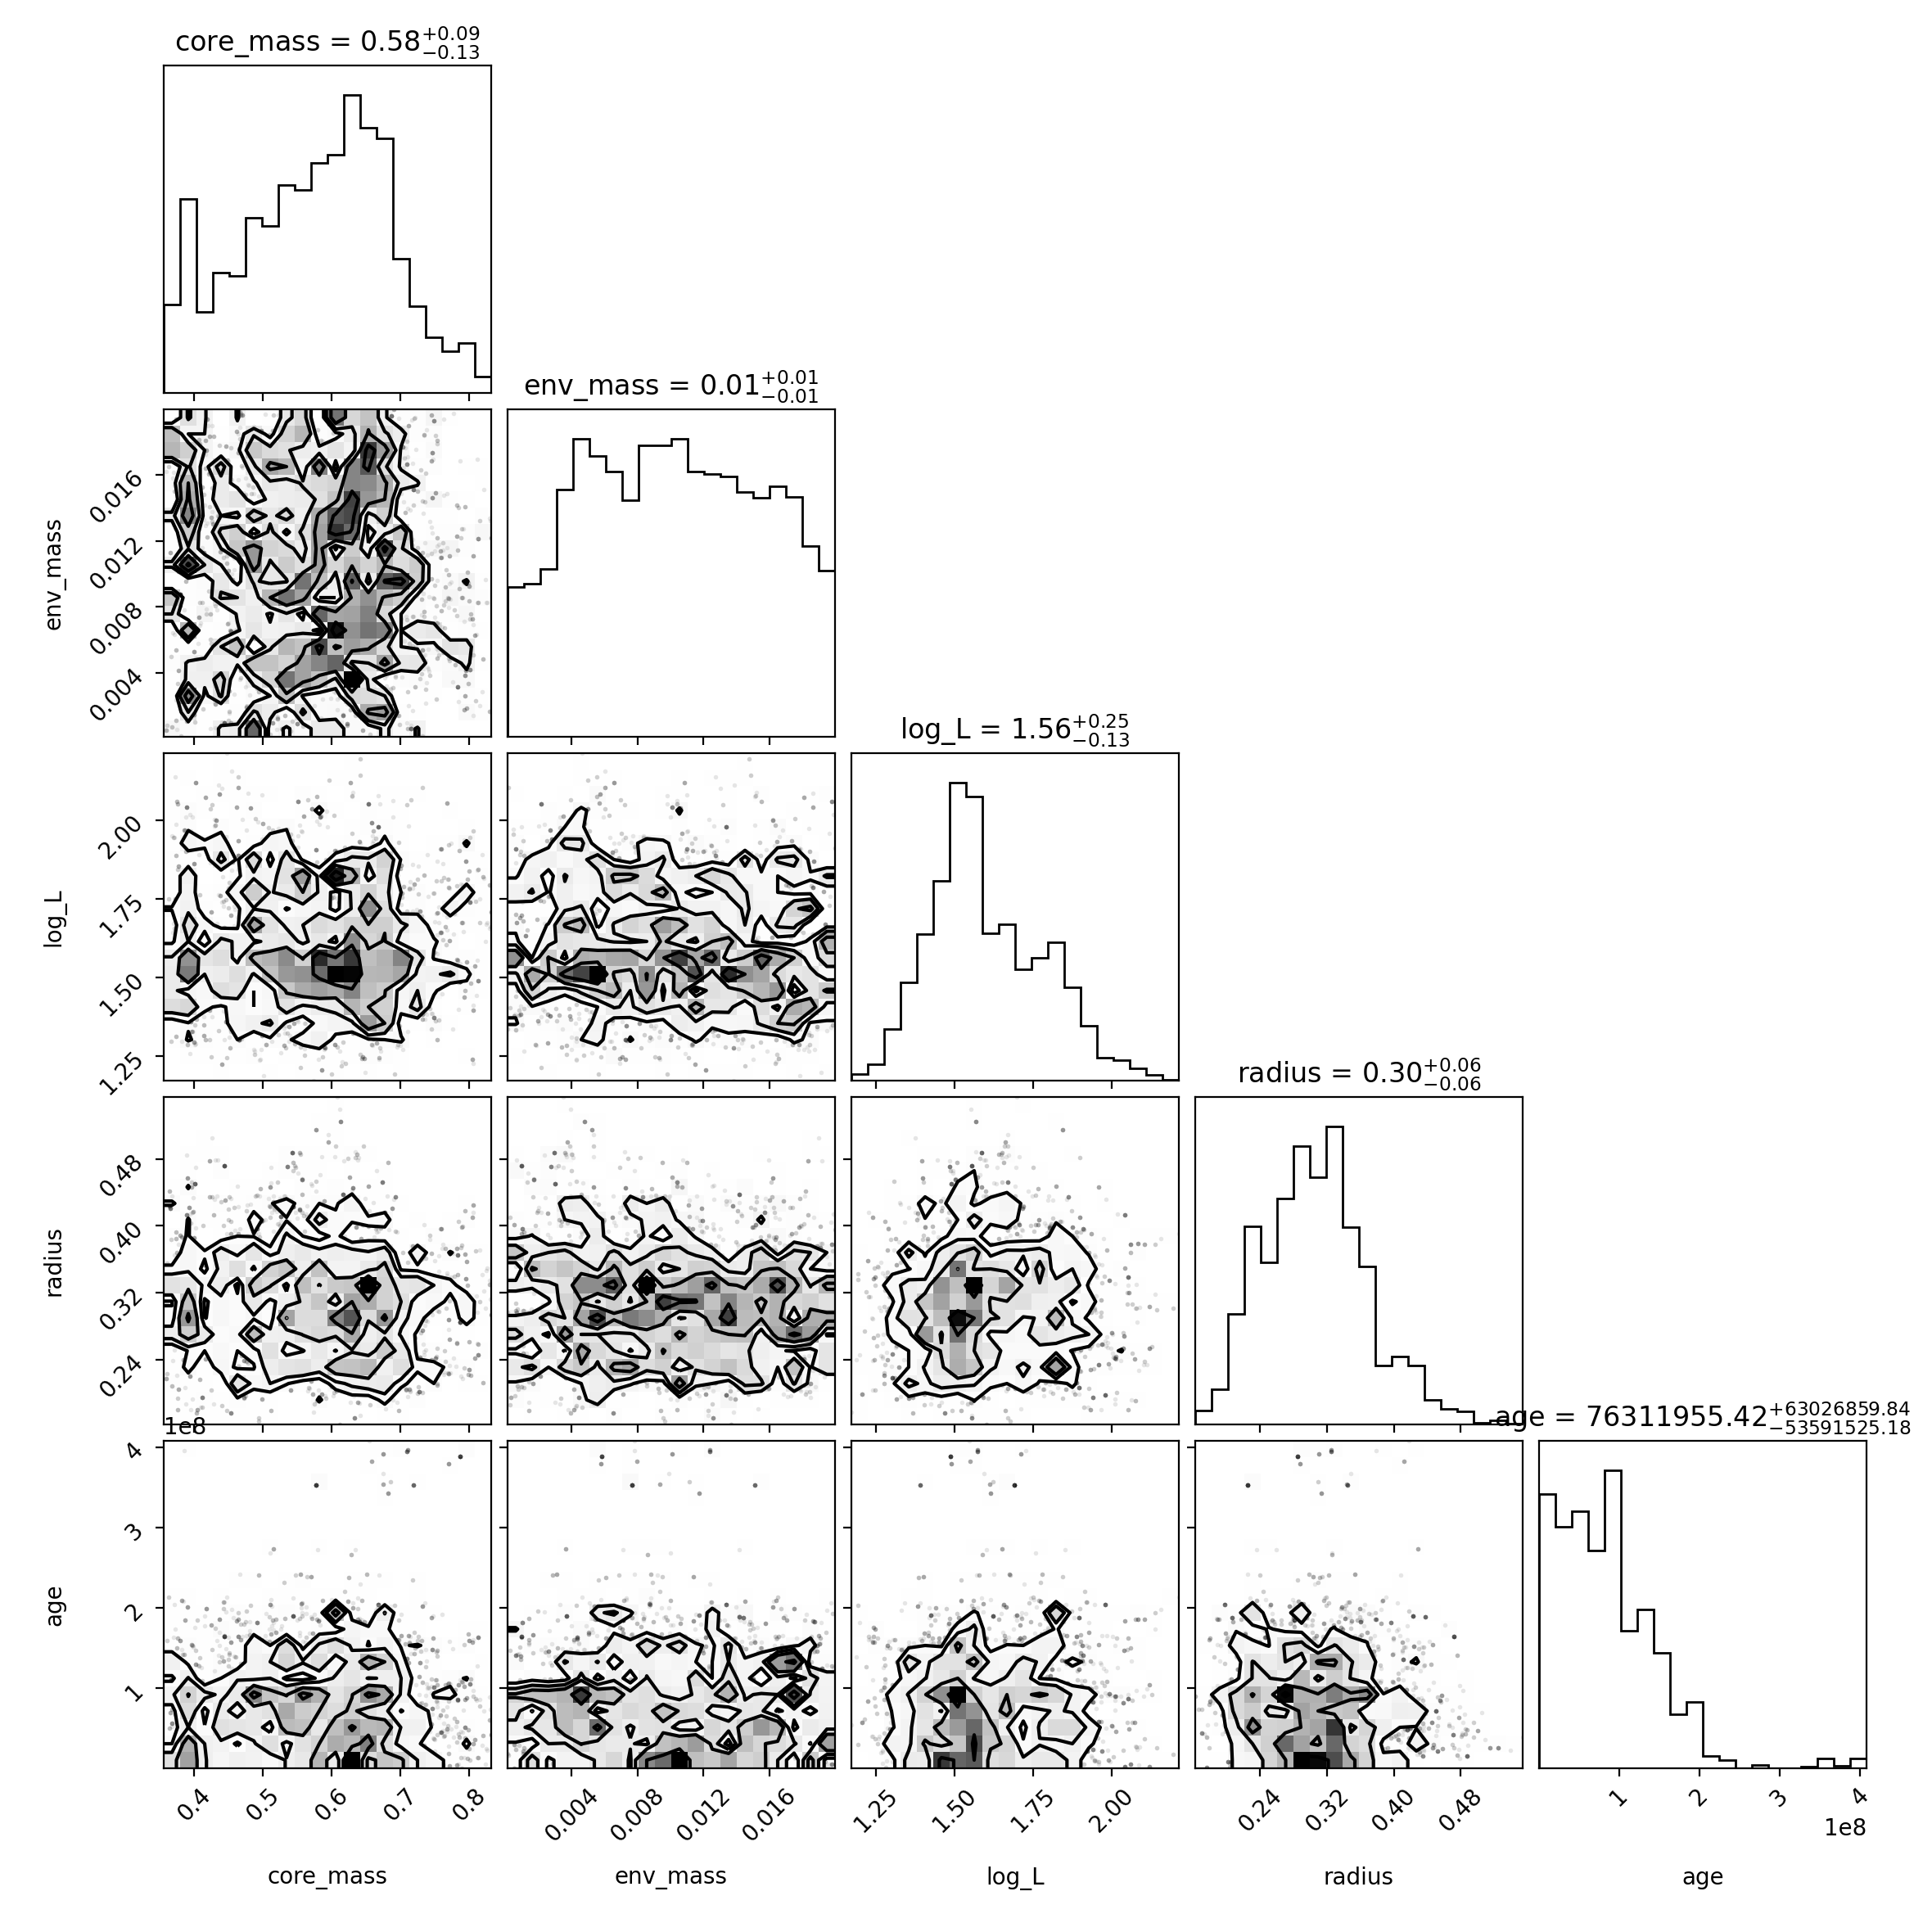 core_mass = 0.58+0.09−0.13
env_mass = 0.01+0.01−0.01
env_mass
0.016
0.012
0.008
0.004
log_L = 1.56+0.25−0.13
log_L
2.00
1.75
1.50
1.25
radius = 0.30+0.06−0.06
radius
0.48
0.40
0.32
0.24
1e8
age = 76311955.42+63026859.84−53591525.18
age
4
3
2
1
0.4 0.5 0.6 0.7 0.8
0.004 0.008 0.012 0.016
1.25 1.50 1.75 2.00
0.24 0.32 0.40 0.48
1 2 3 4
1e8
core_mass env_mass log_L radius age